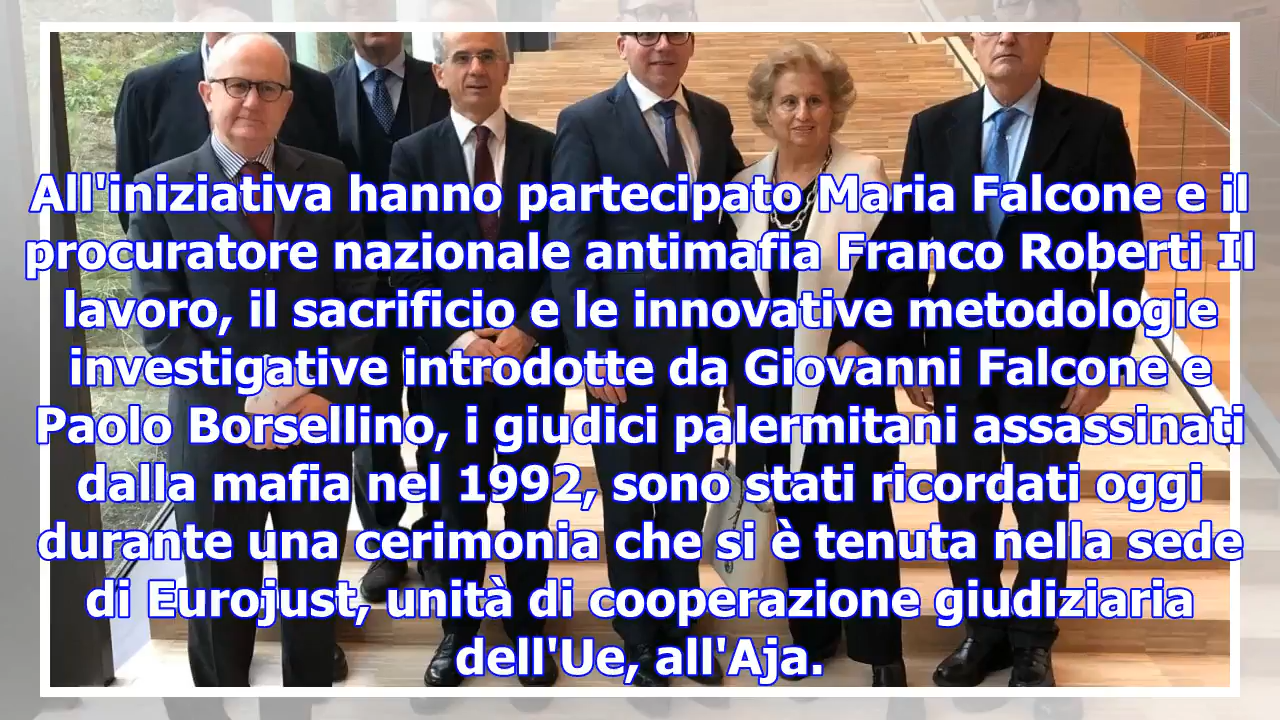 All'iniziativa hanno partecipato Maria Falcone e il
procuratore nazionale antimafia Franco Roberti Il
lavoro, il sacrificio e le innovative metodologie
investigative introdotte da Giovanni Falcone e
Paolo Borsellino, i giudici palermitani assassinati
dalla mafia nel 1992, sono stati ricordati oggi
durante una cerimonia che si è tenuta nella sede
di Eurojust, unità di cooperazione giudiziaria
dell'Ue, all'Aja.